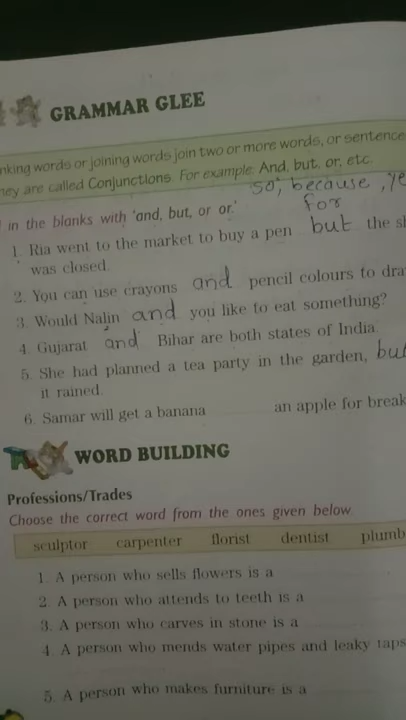 GRAMMAR GLEE
nking words or joining words join two or more words, or sentence
hey are called Conjunctions. For example: And, but, or, etc.
so, because, ye
in the blanks with 'and, but, or or.' for
1. Ria went to the market to buy a pen but the sh
was closed.
2. You can use crayons and pencil colours to dra
3. Would Nalin and you like to eat something?
4. Gujarat and Bihar are both states of India.
5. She had planned a tea party in the garden, but
it rained.
6. Samar will get a banana an apple for break
WORD BUILDING
Professions/Trades
Choose the correct word from the ones given below.
sculptor carpenter florist dentist plumb
1. A person who sells flowers is a
2. A person who attends to teeth is a
3. A person who carves in stone is a
4. A person who mends water pipes and leaky taps
5. A person who makes furniture is a